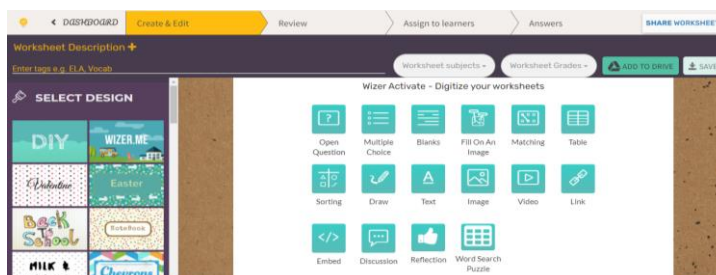 < DASHBOARD
Create & Edit
Review
Assign to learners
Answers
SHARE WORKSHEET
Worksheet Description +
Enter tags e.g. ELA, Vocab
Worksheet subjects
Worksheet Grades
ADD TO DRIVE
SAVE
SELECT DESIGN
Wizer Activate - Digitize your worksheets
DIY
WIZER.ME
Valentine
Easter
Back To School
NoteBook
MILK &
Chevrons
Open Question
Multiple Choice
Blanks
Fill On An Image
Matching
Table
Sorting
Draw
Text
Image
Video
Link
Embed
Discussion
Reflection
Word Search Puzzle